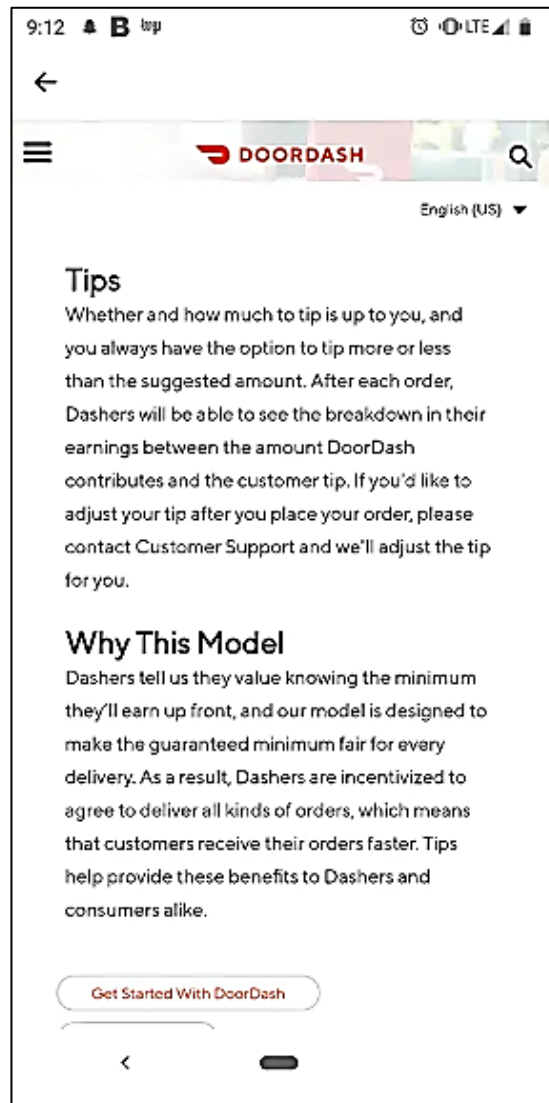 9:12 B
LTE
DOORDASH
English (US)
Tips
Whether and how much to tip is up to you, and
you always have the option to tip more or less
than the suggested amount. After each order,
Dashers will be able to see the breakdown in their
earnings between the amount DoorDash
contributes and the customer tip. If you'd like to
adjust your tip after you place your order, please
contact Customer Support and we'll adjust the tip
for you.
Why This Model
Dashers tell us they value knowing the minimum
they'll earn up front, and our model is designed to
make the guaranteed minimum fair for every
delivery. As a result, Dashers are incentivized to
agree to deliver all kinds of orders, which means
that customers receive their orders faster. Tips
help provide these benefits to Dashers and
consumers alike.
Get Started With DoorDash